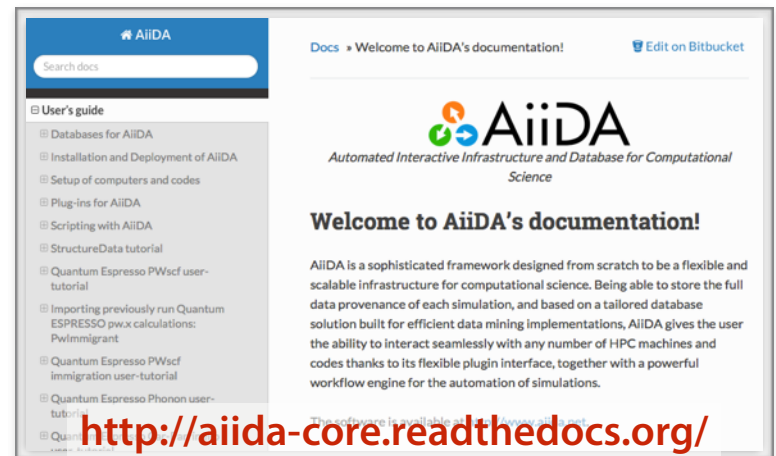 AiiDA
Search docs
User's guide
Databases for AiiDA
Installation and Deployment of AiiDA
Setup of computers and codes
Plug-ins for AiiDA
Scripting with AiiDA
StructureData tutorial
Quantum Espresso PWscf user-
tutorial
Importing previously run Quantum
ESPRESSO pw.x calculations:
PwImmigrant
Quantum Espresso PWscf
immigration user-tutorial
Quantum Espresso Phonon user-
tutorial
Docs » Welcome to AiiDA's documentation!
Edit on Bitbucket
AiiDA
Automated Interactive Infrastructure and Database for Computational
Science
Welcome to AiiDA's documentation!
AiiDA is a sophisticated framework designed from scratch to be a flexible and
scalable infrastructure for computational science. Being able to store the full
data provenance of each simulation, and based on a tailored database
solution built for efficient data mining implementations, AiiDA gives the user
the ability to interact seamlessly with any number of HPC machines and
codes thanks to its flexible plugin interface, together with a powerful
workflow engine for the automation of simulations.
The software is available at
http://aiida-core.readthedocs.org/